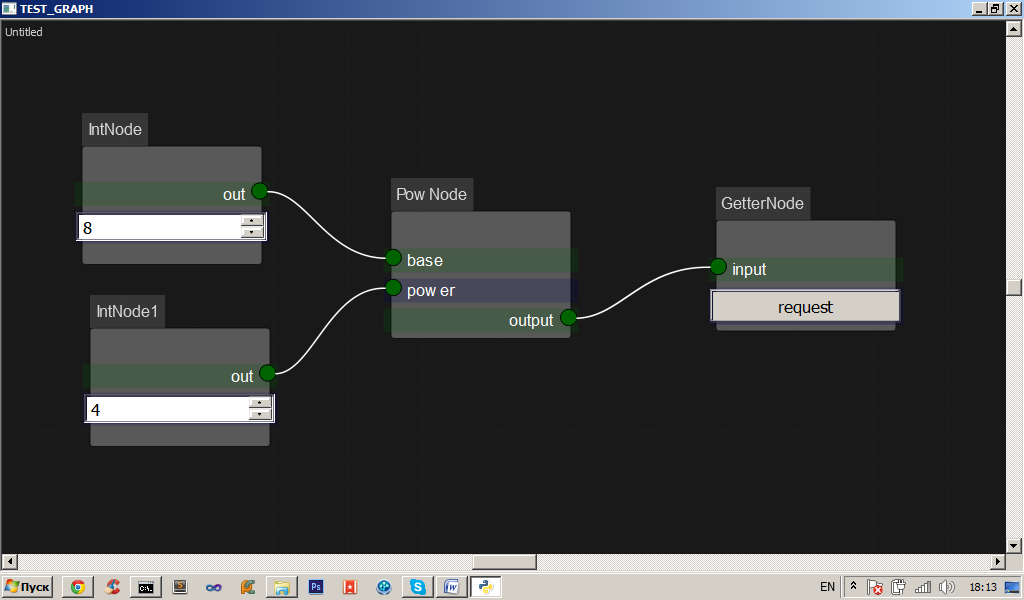 TEST_GRAPH
Untitled
IntNode
out
8
IntNode1
out
4
Pow Node
base
pow er
output
GetterNode
input
request
Пуск
C:\
Ps
W
EN
18:13